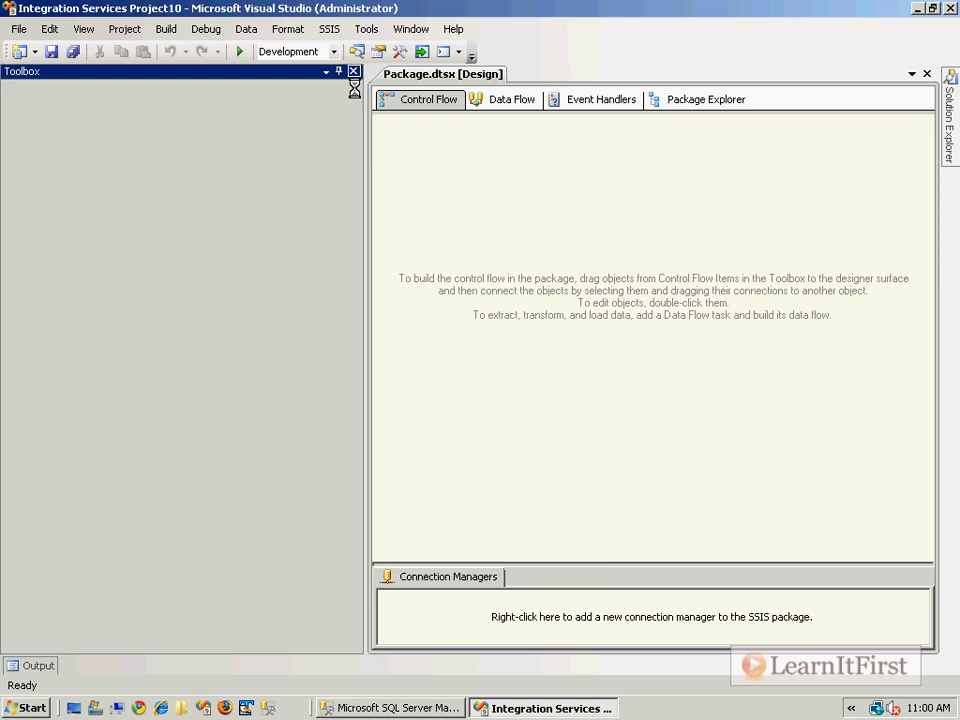 Integration Services Project10 - Microsoft Visual Studio (Administrator)
File Edit View Project Build Debug Data Format SSIS Tools Window Help
Development
Toolbox
Package.dtsx [Design]
Control Flow Data Flow Event Handlers Package Explorer
Solution Explorer
To build the control flow in the package, drag objects from Control Flow Items in the Toolbox to the designer surface
and then connect the objects by selecting them and dragging their connections to another object.
To edit objects, double-click them.
To extract, transform, and load data, add a Data Flow task and build its data flow.
Connection Managers
Right-click here to add a new connection manager to the SSIS package.
Output
LearnItFirst
Ready
Start Microsoft SQL Server Ma... Integration Services ... « 11:00 AM